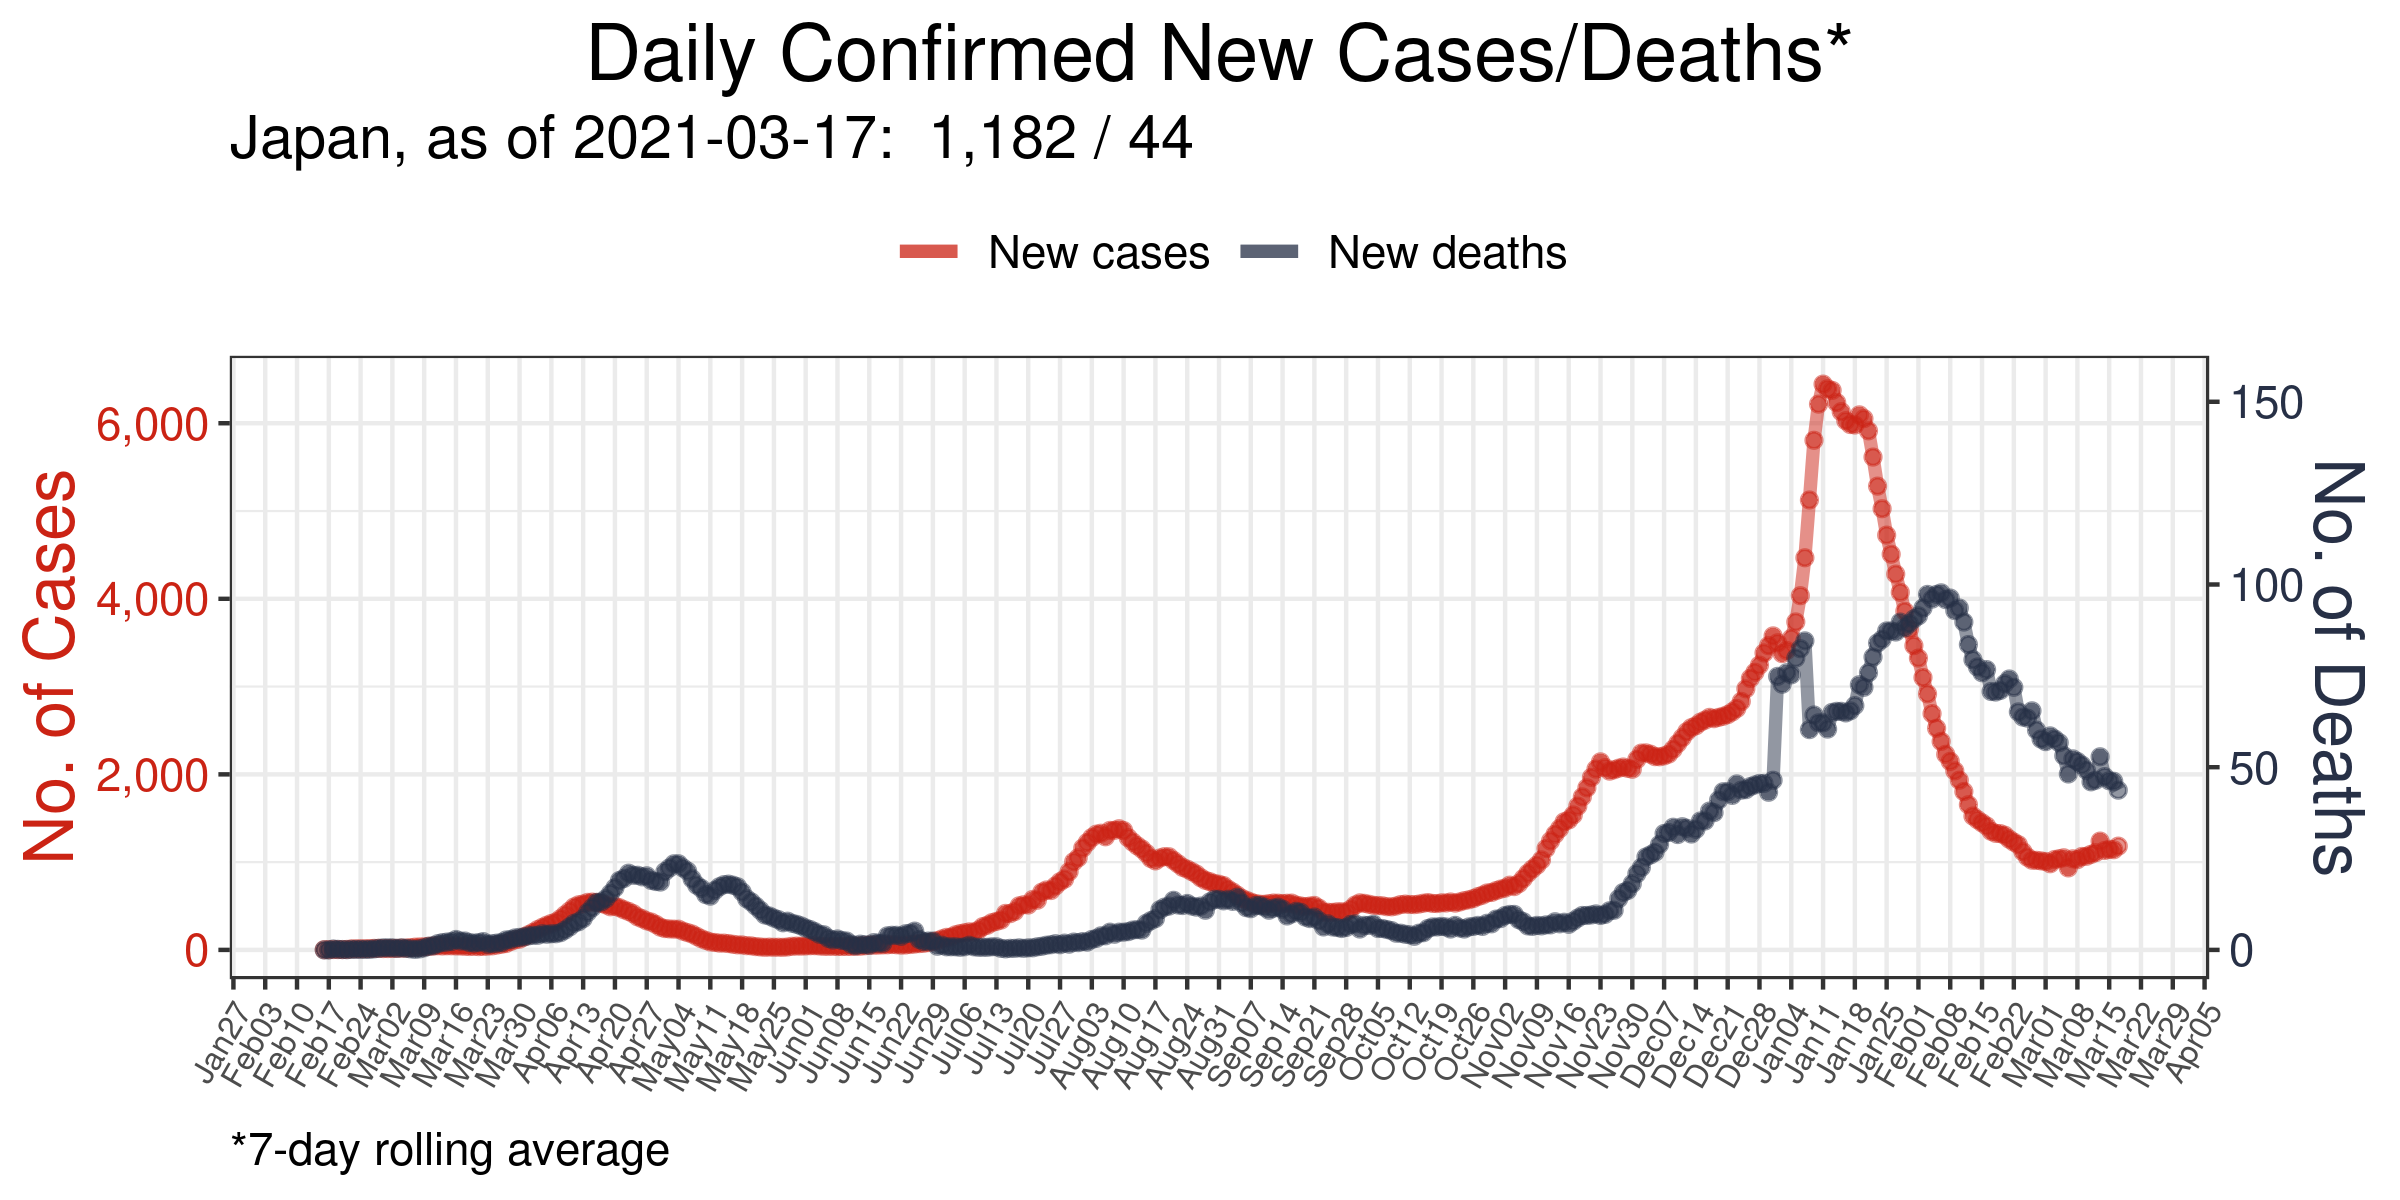 Daily Confirmed New Cases/Deaths*
Japan, as of 2021-03-17:  1,182 / 44
New cases
New deaths
No. of Cases
6,000
4,000
2,000
0
150
100
50
0
No. of Deaths
Jan27
Feb03
Feb10
Feb17
Feb24
Mar02
Mar09
Mar16
Mar23
Mar30
Apr06
Apr13
Apr20
Apr27
May04
May11
May18
May25
Jun01
Jun08
Jun15
Jun22
Jun29
Jul06
Jul13
Jul20
Jul27
Aug03
Aug10
Aug17
Aug24
Aug31
Sep07
Sep14
Sep21
Sep28
Oct05
Oct12
Oct19
Oct26
Nov02
Nov09
Nov16
Nov23
Nov30
Dec07
Dec14
Dec21
Dec28
Jan04
Jan11
Jan18
Jan25
Feb01
Feb08
Feb15
Feb22
Mar01
Mar08
Mar15
Mar22
Mar29
Apr05
*7-day rolling average